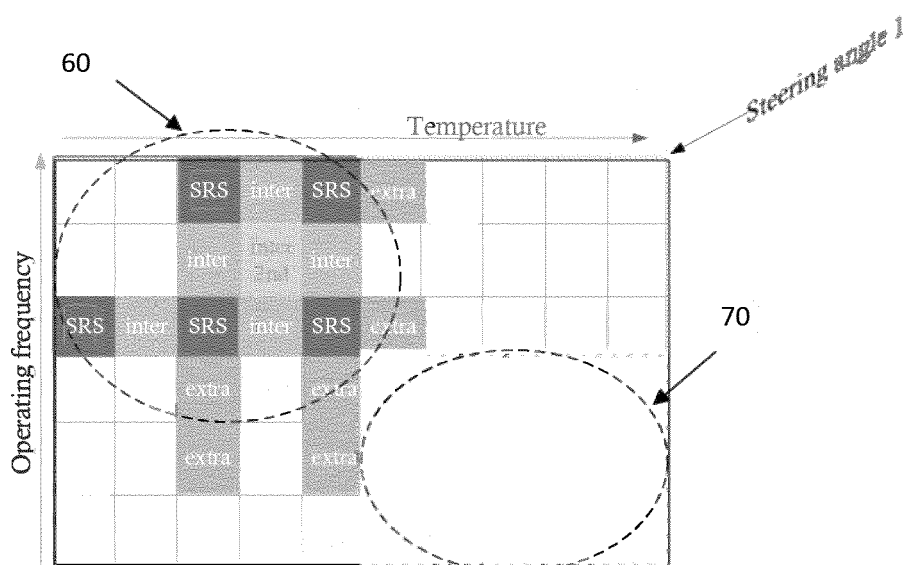 60
Steering angle 1
Temperature
SRS inter SRS extra
inter inter
2nd
70
Operating frequency
SRS inter SRS inter SRS extra
extra extra
extra extra